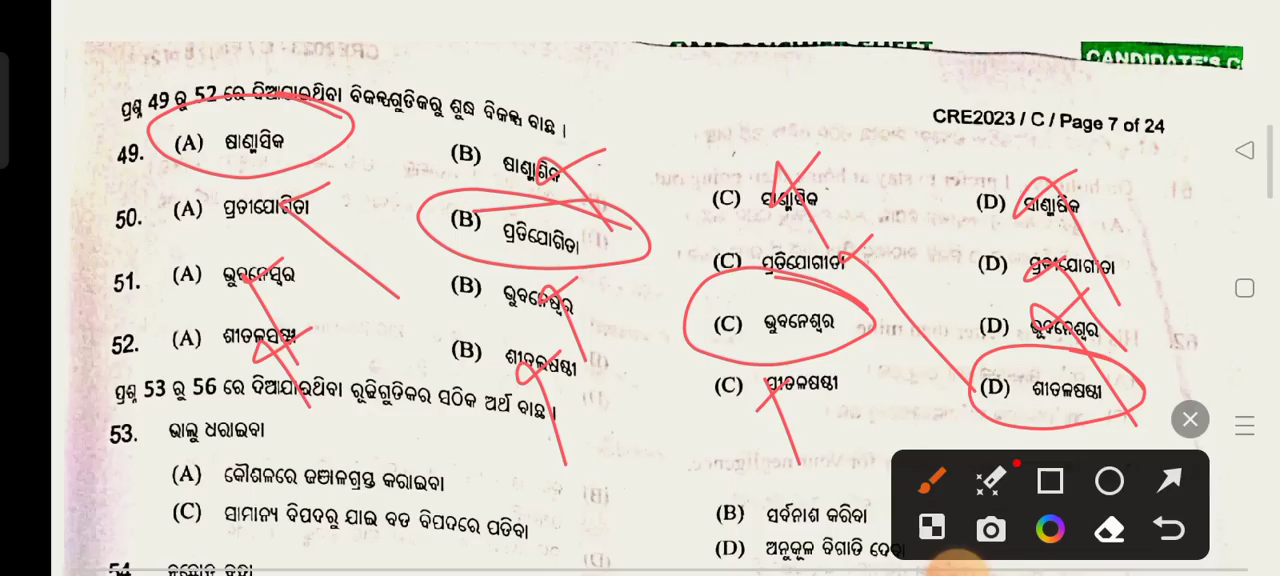 CANDIDATE'S C
CRE2023 / C / Page 7 of 24
ପ୍ରଶ୍ନ 49 ରୁ 52 ରେ ଦିଆଯାଇଥିବା ବିକଳ୍ପଗୁଡିକରୁ ଶୁଦ୍ଧ ବିକଳ୍ପ ବାଛ ।
49. (A) ଷାଣ୍ମାସିକ (B) ଷାଣ୍ମାଶିକ (C) ସାଣ୍ମାଷିକ (D) ସାଣ୍ମାଷିକ
50. (A) ପ୍ରତୀଯୋଗିତା (B) ପ୍ରତିଯୋଗିତା (C) ପ୍ରତିଯୋଗୀତା (D) ପ୍ରତୀଯୋଗୀତା
51. (A) ଭୁବନେସ୍ୱର (B) ଭୁବନେଷ୍ୱର (C) ଭୁବନେଶ୍ୱର (D) ଭୂବନେଶ୍ୱର
52. (A) ଶୀତଳସଷ୍ଠୀ (B) ଶୀତଳଷଷ୍ଠୀ (C) ଷୀତଳଷଷ୍ଠୀ (D) ଶୀତଳଷଷ୍ଠୀ
ପ୍ରଶ୍ନ 53 ରୁ 56 ରେ ଦିଆଯାଇଥିବା ରୂଢିଗୁଡିକର ସଠିକ ଅର୍ଥ ବାଛ ।
53. ଭାଲୁ ଧରାଇବା
(A) କୌଶଳରେ ଜଞ୍ଜାଳଗ୍ରସ୍ତ କରାଇବା
(B) ସର୍ବନାଶ କରିବା
(C) ସାମାନ୍ୟ ବିପଦରୁ ଯାଇ ବଡ ବିପଦରେ ପଡିବା
(D) ଅନୁକୂଳ ବିଗାଡି ଦେବା